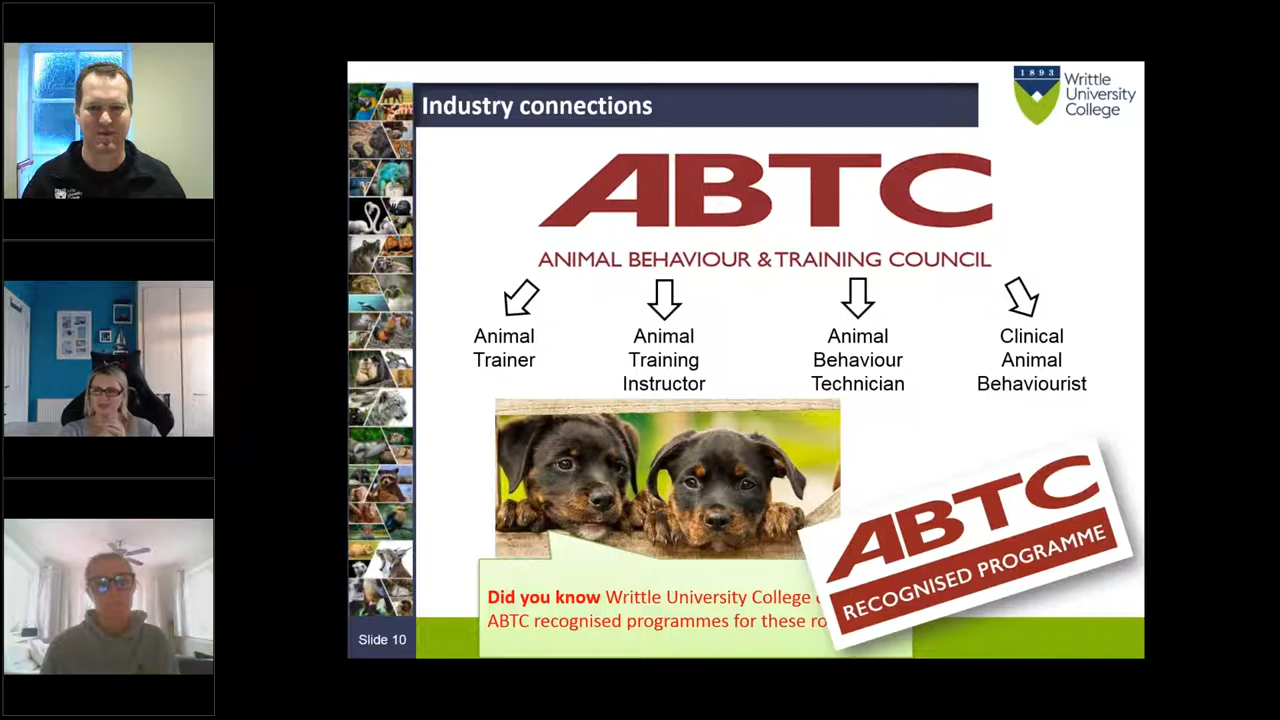 Industry connections
1893
Writtle
University
College
ABTC
ANIMAL BEHAVIOUR & TRAINING COUNCIL
Animal
Trainer
Animal
Training
Instructor
Animal
Behaviour
Technician
Clinical
Animal
Behaviourist
ABTC
RECOGNISED PROGRAMME
Did you know Writtle University College
ABTC recognised programmes for these
Slide 10